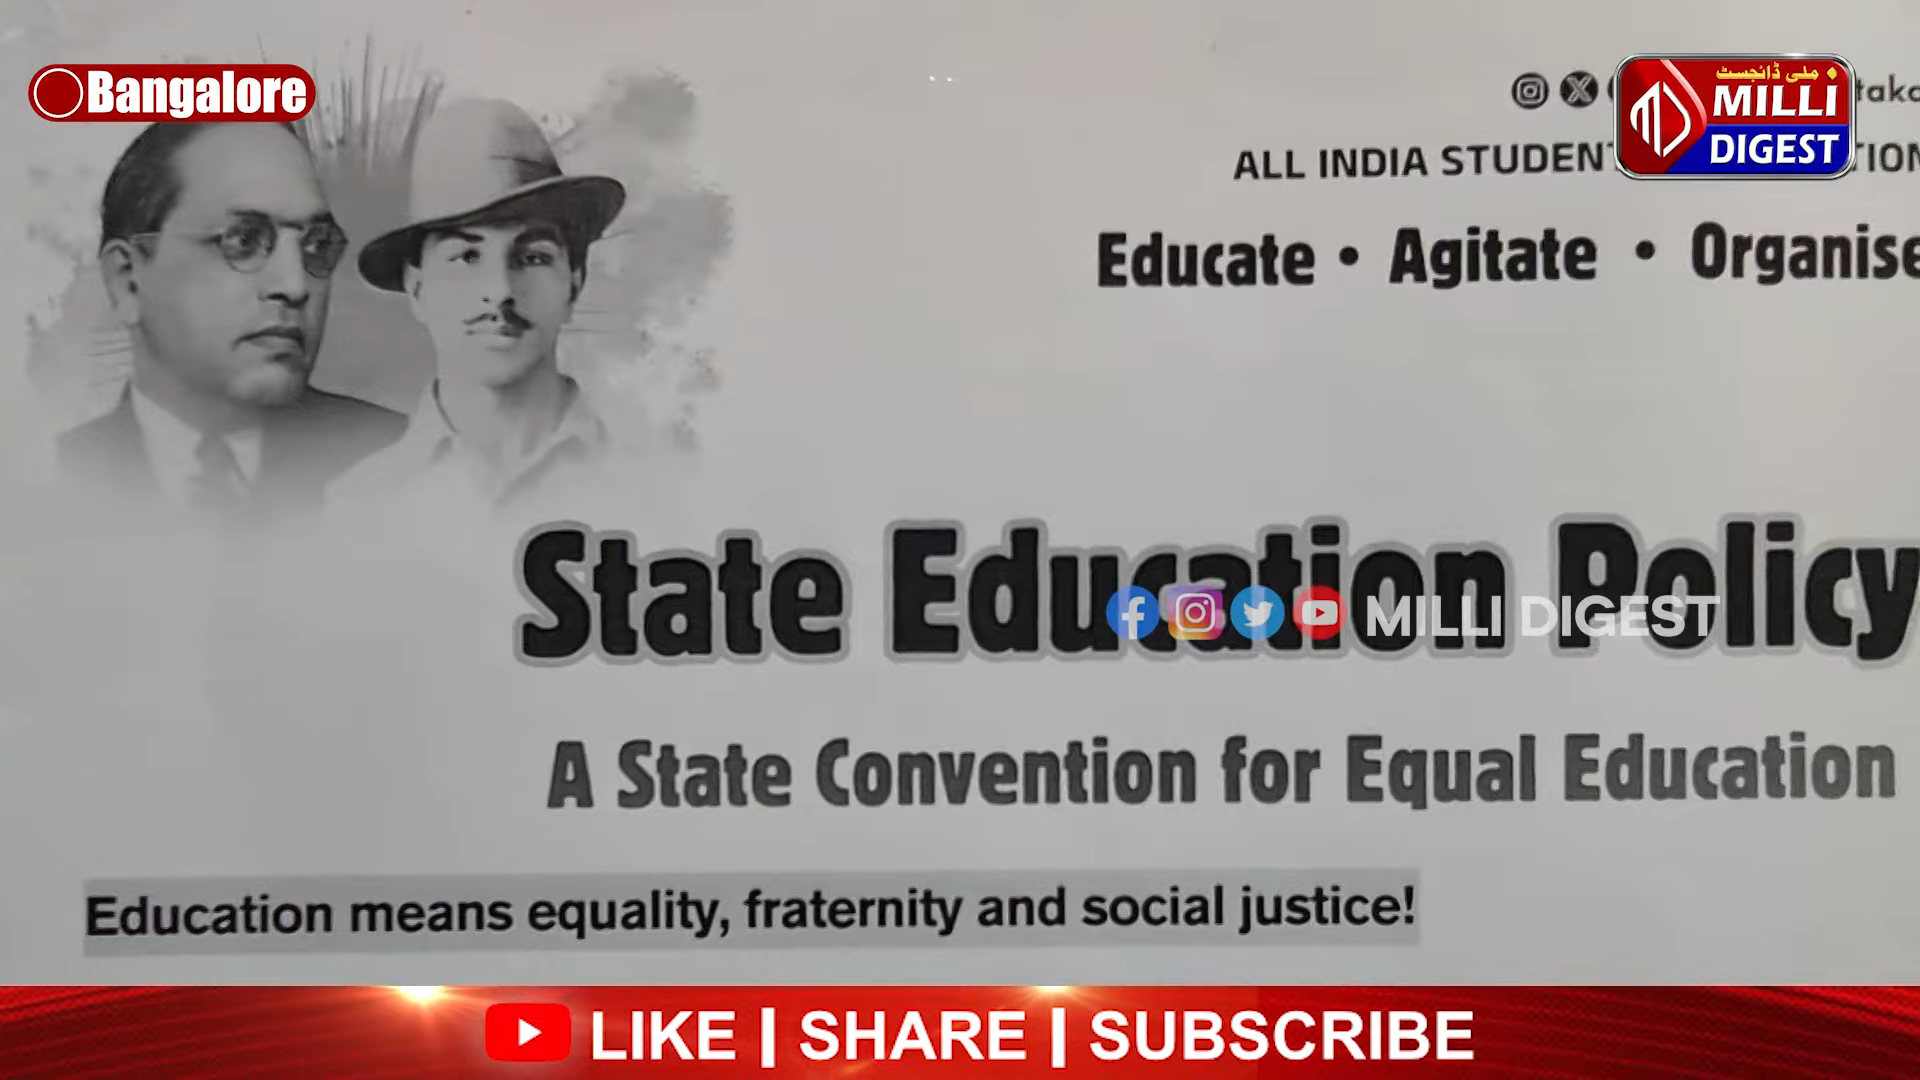 Bangalore
ملی ڈائجسٹ
MILLI
DIGEST
ALL INDIA STUDENT
Educate • Agitate • Organise
State Education Policy
MILLI DIGEST
A State Convention for Equal Education
Education means equality, fraternity and social justice!
LIKE | SHARE | SUBSCRIBE